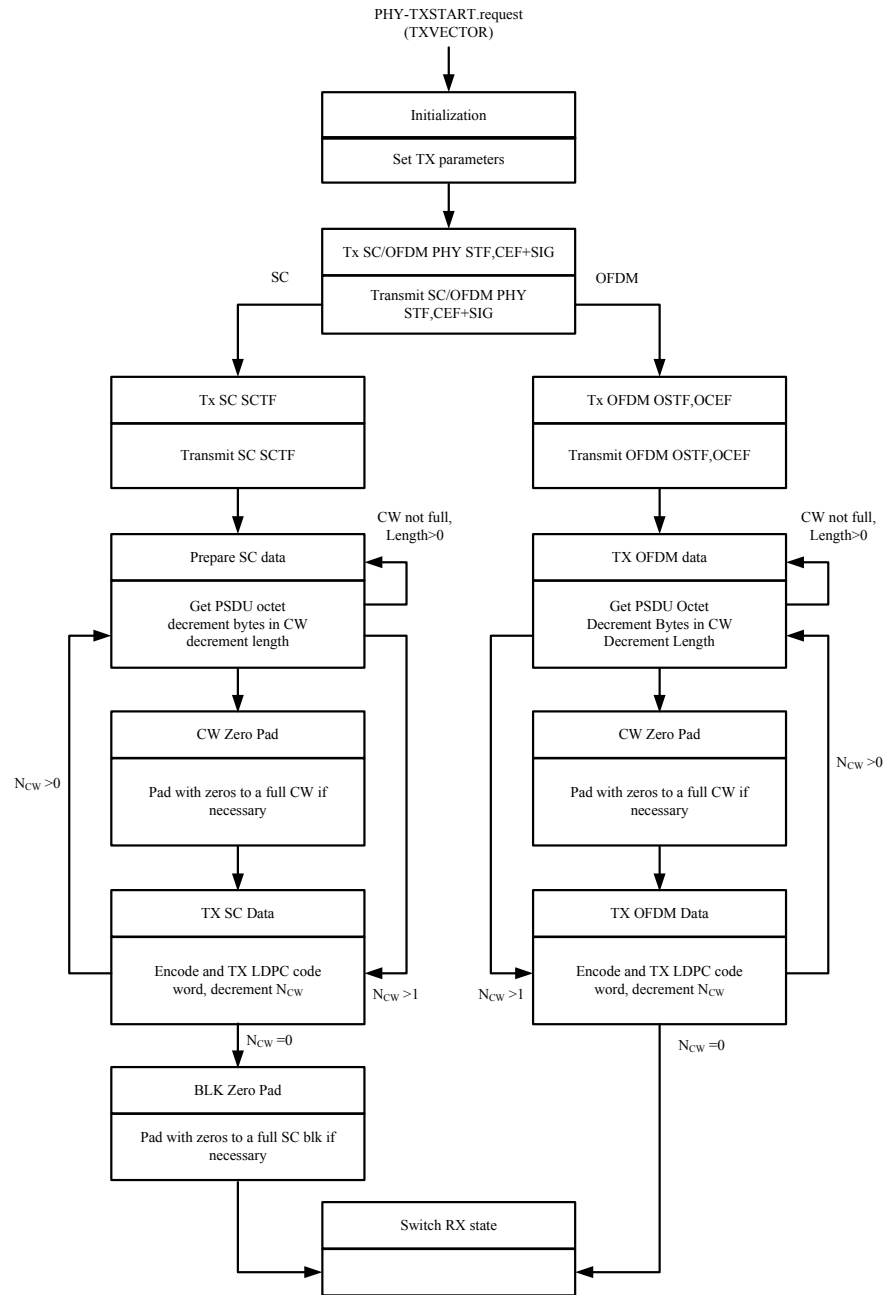 PHY-TXSTART.request
(TXVECTOR)
Initialization
Set TX parameters
Tx SC/OFDM PHY STF,CEF+SIG
SC
OFDM
Transmit SC/OFDM PHY
STF,CEF+SIG
Tx SC SCTF
Transmit SC SCTF
Tx OFDM OSTF,OCEF
Transmit OFDM OSTF,OCEF
CW not full,
Length>0
Prepare SC data
Get PSDU octet
decrement bytes in CW
decrement length
CW not full,
Length>0
TX OFDM data
Get PSDU Octet
Decrement Bytes in CW
Decrement Length
CW Zero Pad
Pad with zeros to a full CW if
necessary
N_CW >0
CW Zero Pad
Pad with zeros to a full CW if
necessary
N_CW >0
TX SC Data
Encode and TX LDPC code
word, decrement N_CW
N_CW >1
N_CW =0
TX OFDM Data
Encode and TX LDPC code
word, decrement N_CW
N_CW >1
N_CW =0
BLK Zero Pad
Pad with zeros to a full SC blk if
necessary
Switch RX state